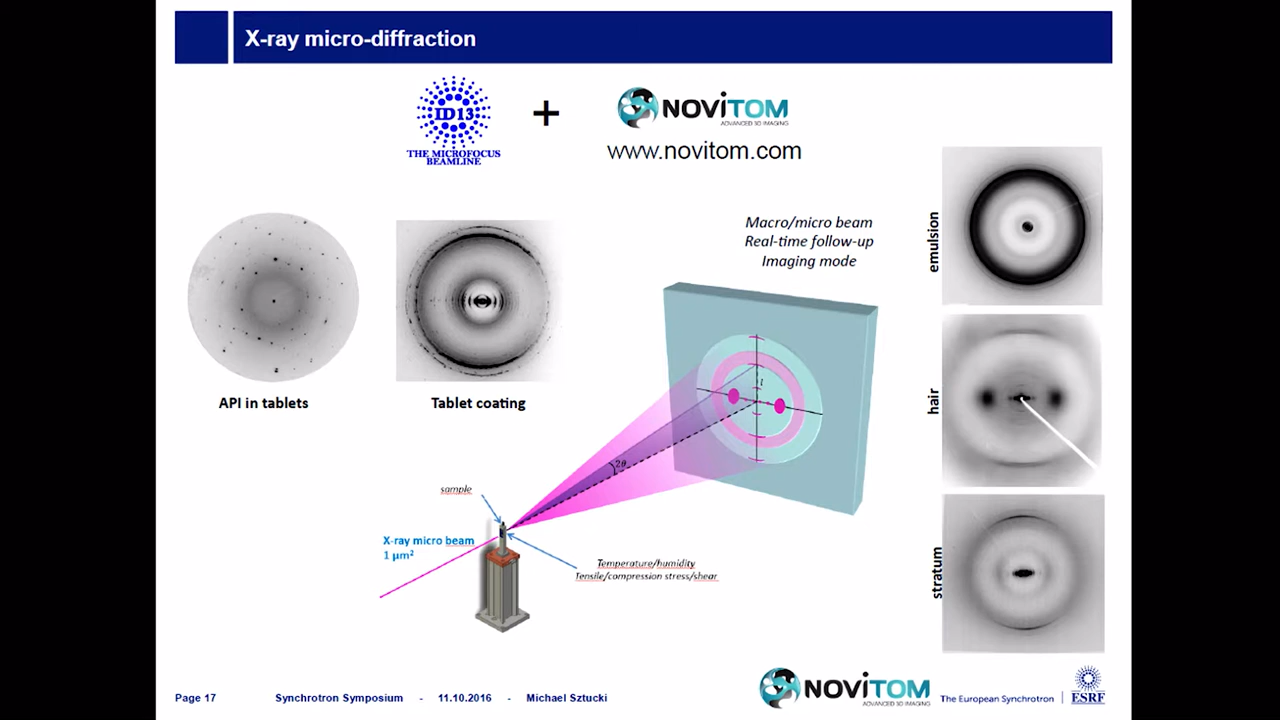 X-ray micro-diffraction
ID13
THE MICROFOCUS
BEAMLINE
+
NOViTOM
ADVANCED 3D IMAGING
www.novitom.com
Macro/micro beam
Real-time follow-up
Imaging mode
emulsion
hair
stratum
API in tablets
Tablet coating
2θ
l
sample
X-ray micro beam
1 µm²
Temperature/humidity
Tensile/compression stress/shear
Page 17
Synchrotron Symposium - 11.10.2016 - Michael Sztucki
NOViTOM
ADVANCED 3D IMAGING
The European Synchrotron
ESRF